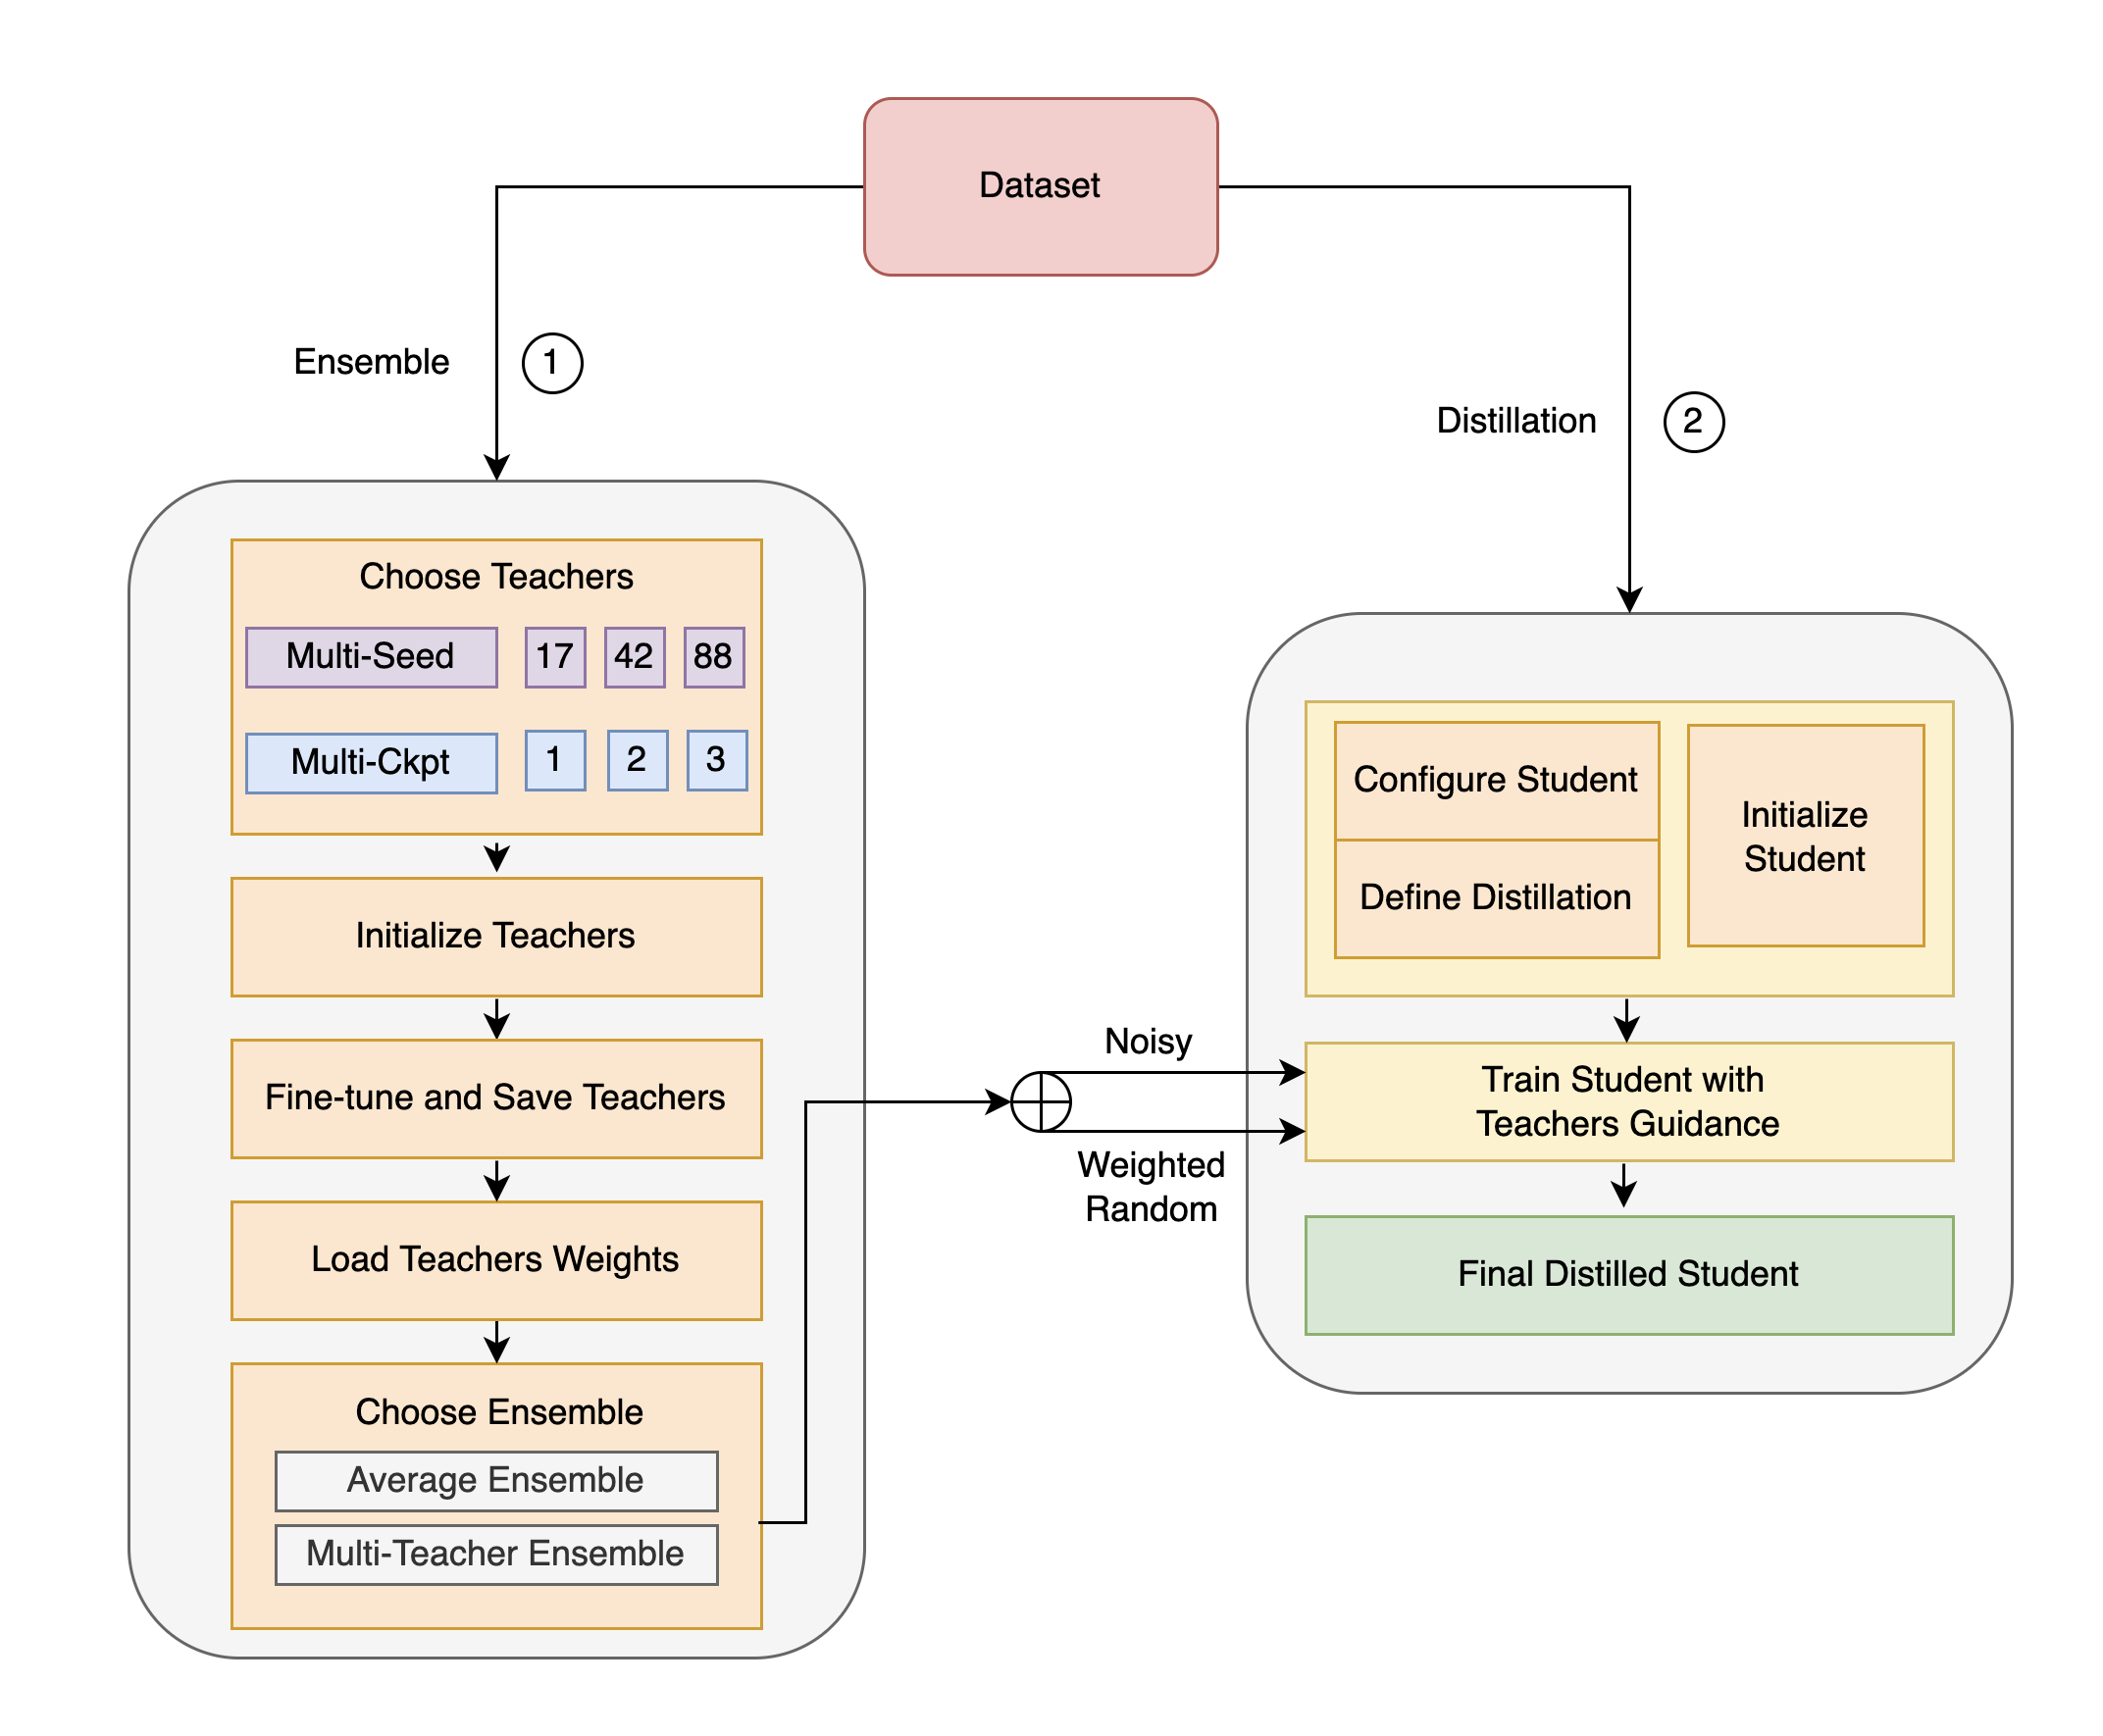 Dataset
Ensemble
1
Distillation
2
Choose Teachers
Multi-Seed 17 42 88
Multi-Ckpt 1 2 3
Initialize Teachers
Fine-tune and Save Teachers
Load Teachers Weights
Choose Ensemble
Average Ensemble
Multi-Teacher Ensemble
Noisy
Weighted
Random
Configure Student
Define Distillation
Initialize
Student
Train Student with
Teachers Guidance
Final Distilled Student